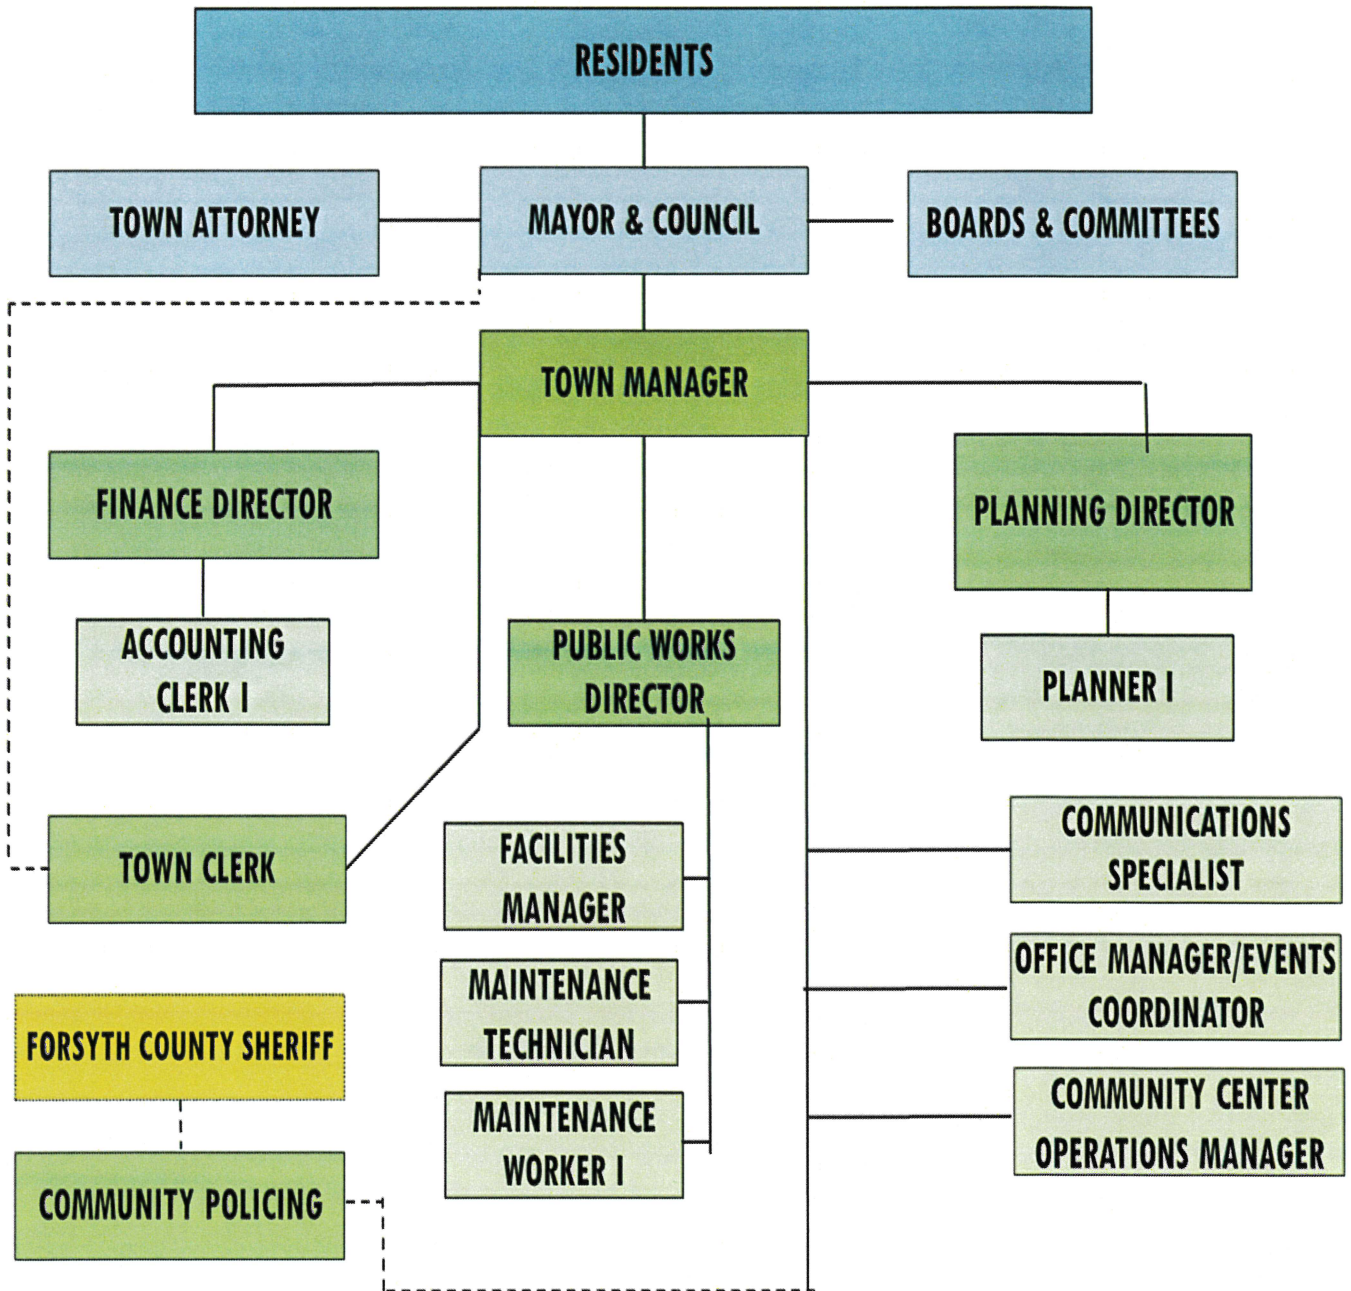 RESIDENTS
TOWN ATTORNEY
MAYOR & COUNCIL
BOARDS & COMMITTEES
TOWN MANAGER
FINANCE DIRECTOR
PLANNING DIRECTOR
ACCOUNTING
CLERK I
PUBLIC WORKS
DIRECTOR
PLANNER I
TOWN CLERK
FACILITIES
MANAGER
COMMUNICATIONS
SPECIALIST
MAINTENANCE
TECHNICIAN
OFFICE MANAGER/EVENTS
COORDINATOR
FORSYTH COUNTY SHERIFF
MAINTENANCE
WORKER I
COMMUNITY CENTER
OPERATIONS MANAGER
COMMUNITY POLICING